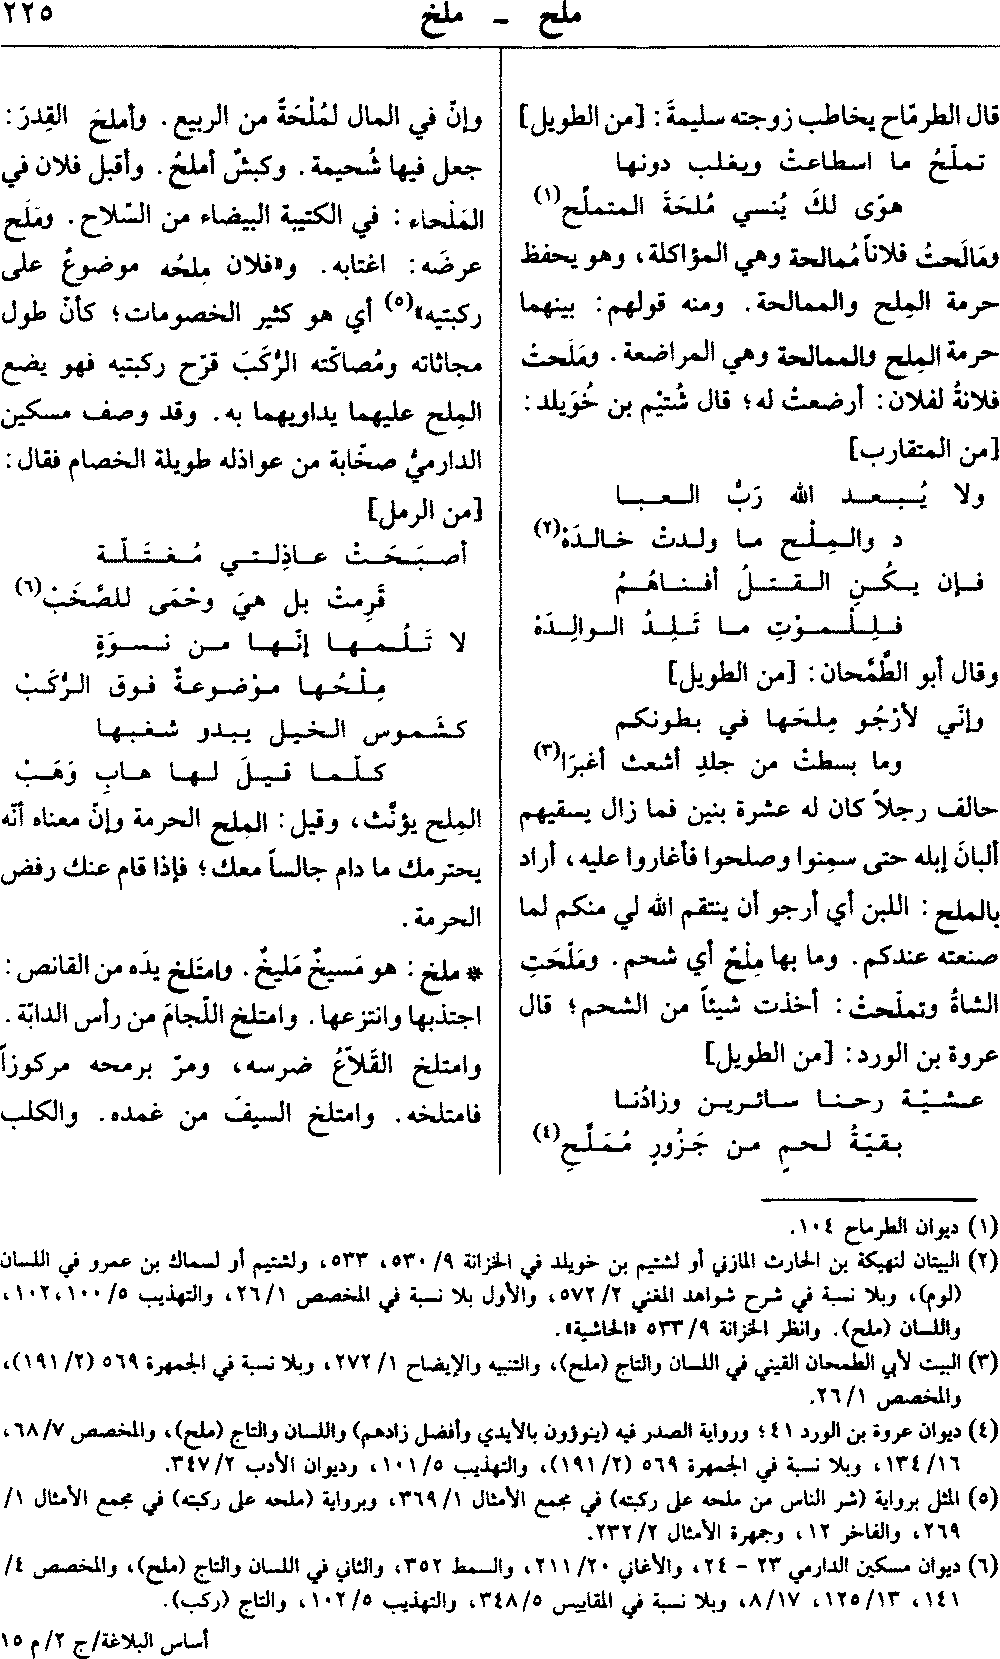 ملح – ملخ
٢٢٥
قال الطرمّاح يخاطب زوجته سليمةَ: [من الطويل]
تملّحُ ما اسطاعتْ ويغلب دونها
هوًى لكَ يُنسي مُلحَةَ المتملّحِ(١)
ومَالَحتُ فلاناً مُمالحة وهي المؤاكلة، وهو يحفظ
حرمة المِلح والممالحة. ومنه قولهم: بينهما
حرمة المِلح والممالحة وهي المراضعة. ومَلَحتْ
فلانةُ لفلان: أرضعتْ له؛ قال شُتيْم بن خُوَيلد:
[من المتقارب]
ولا يُبعد الله رَبُّ العبا
دِ والمِلْح ما ولدتْ خالدَهْ(٢)
فإن يكُنِ القتلُ أفناهُمُ
فلِلْموْتِ ما تَلِدُ الوالِدَهْ
وقال أبو الطَّمَحان: [من الطويل]
وإنّي لأرْجُو مِلحَها في بطونكم
وما بسطتْ من جلدِ أشعث أغبرَا(٣)
حالف رجلاً كان له عشرة بنين فما زال يسقيهم
ألبانَ إبله حتى سمِنوا وصلحوا فأغاروا عليه، أراد
بالملح: اللبن أي أرجو أن ينتقم الله لي منكم لما
صنعته عندكم. وما بها مِلْحٌ أي شحم. ومَلّحَتِ
الشاةُ وتملّحتْ: أخذت شيئاً من الشحم؛ قال
عروة بن الورد: [من الطويل]
عشيّة رحنا سائرين وزادُنا
بقيّةُ لحمٍ من جَزُورٍ مُمَلَّحِ(٤)
وإنّ في المال لمُلْحَةً من الربيع. وأملحَ القِدرَ:
جعل فيها شُحيمة. وكبشٌ أملحُ. وأقبل فلان في
المَلْحاء: في الكتيبة البيضاء من السّلاح. ومَلَح
عرضَه: اغتابه. و«فلان مِلحُه موضوعٌ على
ركبتيه»(٥) أي هو كثير الخصومات؛ كأنّ طول
مجاثاته ومُصاكّته الرُّكَبَ قرّح ركبتيه فهو يضع
المِلح عليهما يداويهما به. وقد وصف مسكين
الدارميُّ صخّابة من عواذله طويلة الخصام فقال:
[من الرمل]
أصبَحَتْ عاذِلتي مُعْتَلّة
قَرِمتْ بل هيَ وحْمَى للصَّخَبْ(٦)
لا تَلُمها إنّها من نسوَةٍ
مِلْحُها موْضوعةٌ فوق الرُّكَبْ
كشَموس الخيل يبدو شغبها
كلّما قيلَ لها هابِ وَهَبْ
المِلح يؤنَّث، وقيل: المِلح الحرمة وإنّ معناه أنّه
يحترمك ما دام جالساً معك؛ فإذا قام عنك رفض
الحرمة.
* ملخ: هو مَسيخٌ مَليخٌ. وامتَلخ يدَه من القانص:
اجتذبها وانتزعها. وامتلخ اللّجامَ من رأس الدابّة.
وامتلخ القَلاّعُ ضرسه، ومرّ برمحه مركوزاً
فامتلخه. وامتلخ السيفَ من غمده. والكلب
(١) ديوان الطرماح ١٠٤.
(٢) البيتان لنهيكة بن الحارث المازني أو لشتيم بن خويلد في الخزانة ٩/ ٥٣٠، ٥٣٣، ولشتيم أو لسماك بن عمرو في اللسان
(لوم)، وبلا نسبة في شرح شواهد المغني ٢/ ٥٧٢، والأول بلا نسبة في المخصص ١/ ٢٦، والتهذيب ٥/ ١٠٠، ١٠٢،
واللسان (ملح). وانظر الخزانة ٩/ ٥٣٣ «الحاشية».
(٣) البيت لأبي الطمحان القيني في اللسان والتاج (ملح)، والتنبيه والإيضاح ١/ ٢٧٢، وبلا نسبة في الجمهرة ٥٦٩ (٢/ ١٩١)،
والمخصص ١/ ٢٦.
(٤) ديوان عروة بن الورد ٤١؛ ورواية الصدر فيه (ينوؤون بالأيدي وأفضل زادهم) واللسان والتاج (ملح)، والمخصص ٧/ ٦٨،
١٦/ ١٣٤، وبلا نسبة في الجمهرة ٥٦٩ (٢/ ١٩١)، والتهذيب ٥/ ١٠١، وديوان الأدب ٢/ ٣٤٧.
(٥) المثل برواية (شر الناس من ملحه على ركبته) في مجمع الأمثال ١/ ٣٦٩، وبرواية (ملحه على ركبته) في مجمع الأمثال ١/
٢٦٩، والفاخر ١٢، وجمهرة الأمثال ٢/ ٢٣٢.
(٦) ديوان مسكين الدارمي ٢٣ - ٢٤، والأغاني ٢٠/ ٢١١، والسمط ٣٥٢، والثاني في اللسان والتاج (ملح)، والمخصص ٤/
١٤١، ١٣/ ١٢٥، ١٧/ ٨، وبلا نسبة في المقاييس ٥/ ٣٤٨، والتهذيب ٥/ ١٠٢، والتاج (ركب).
أساس البلاغة/ج ٢/ م ١٥